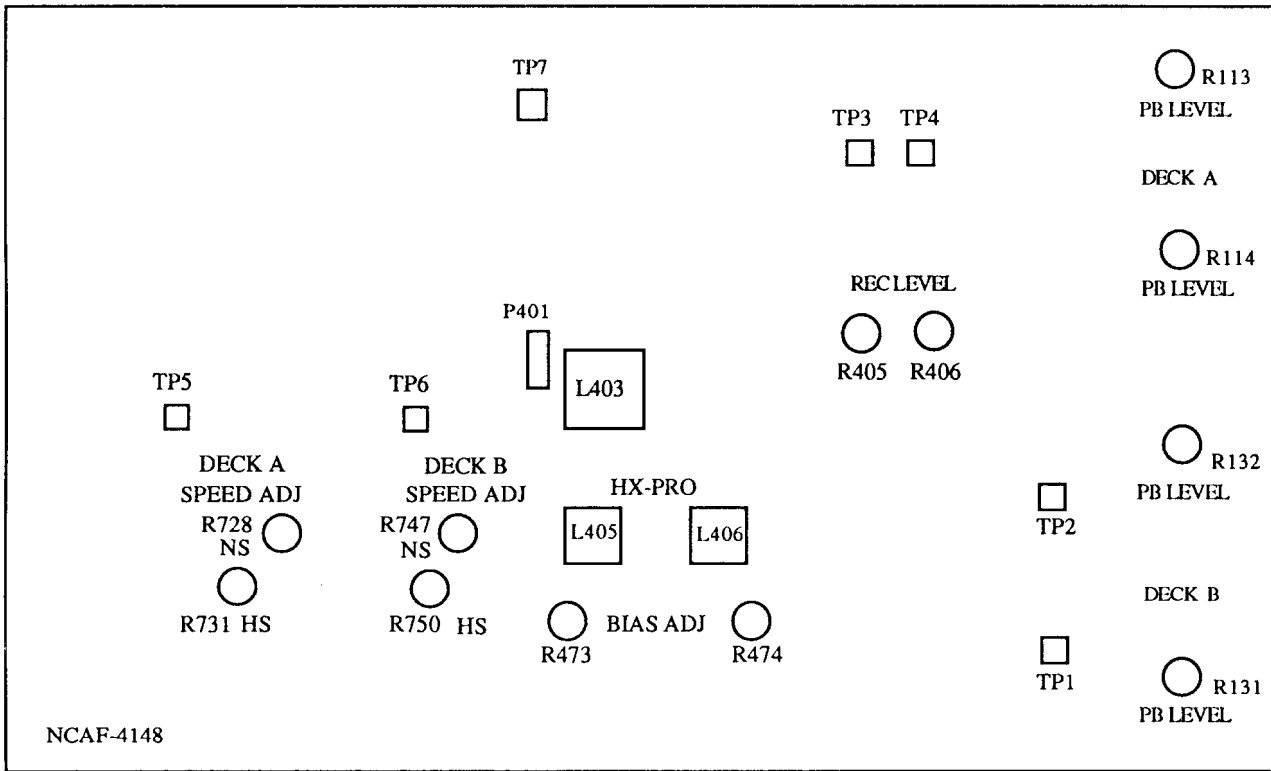 TP7
R113
PB LEVEL
TP3 TP4
DECK A
R114
PB LEVEL
REC LEVEL
P401
L403
R405 R406
TP5
TP6
DECK A
SPEED ADJ
R728
NS
R731 HS
DECK B
SPEED ADJ
R747
NS
R750 HS
HX-PRO
L405
L406
BIAS ADJ
R473
R474
R132
PB LEVEL
TP2
DECK B
TP1
R131
PB LEVEL
NCAF-4148